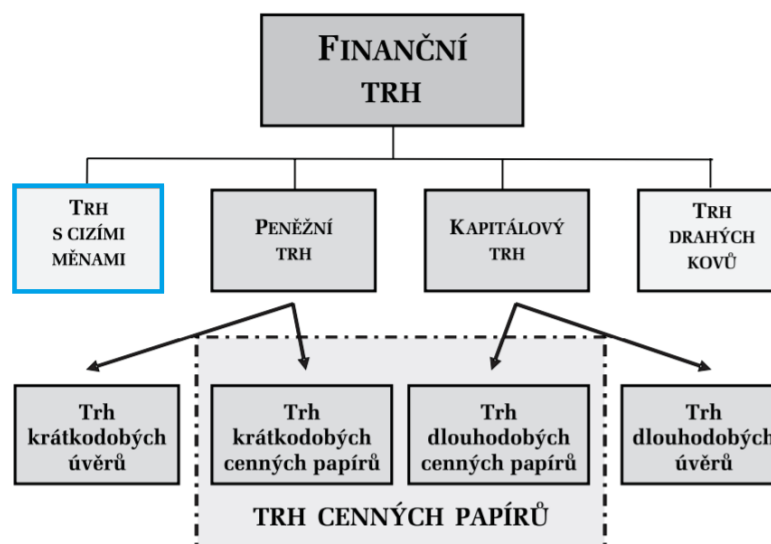 FINANČNÍ
TRH
TRH
S CIZÍMI
MĚNAMI
PENĚŽNÍ
TRH
KAPITÁLOVÝ
TRH
TRH
DRAHÝCH
KOVŮ
Trh
krátkodobých
úvěrů
Trh
krátkodobých
cenných papírů
Trh
dlouhodobých
cenných papírů
Trh
dlouhodobých
úvěrů
TRH CENNÝCH PAPÍRŮ